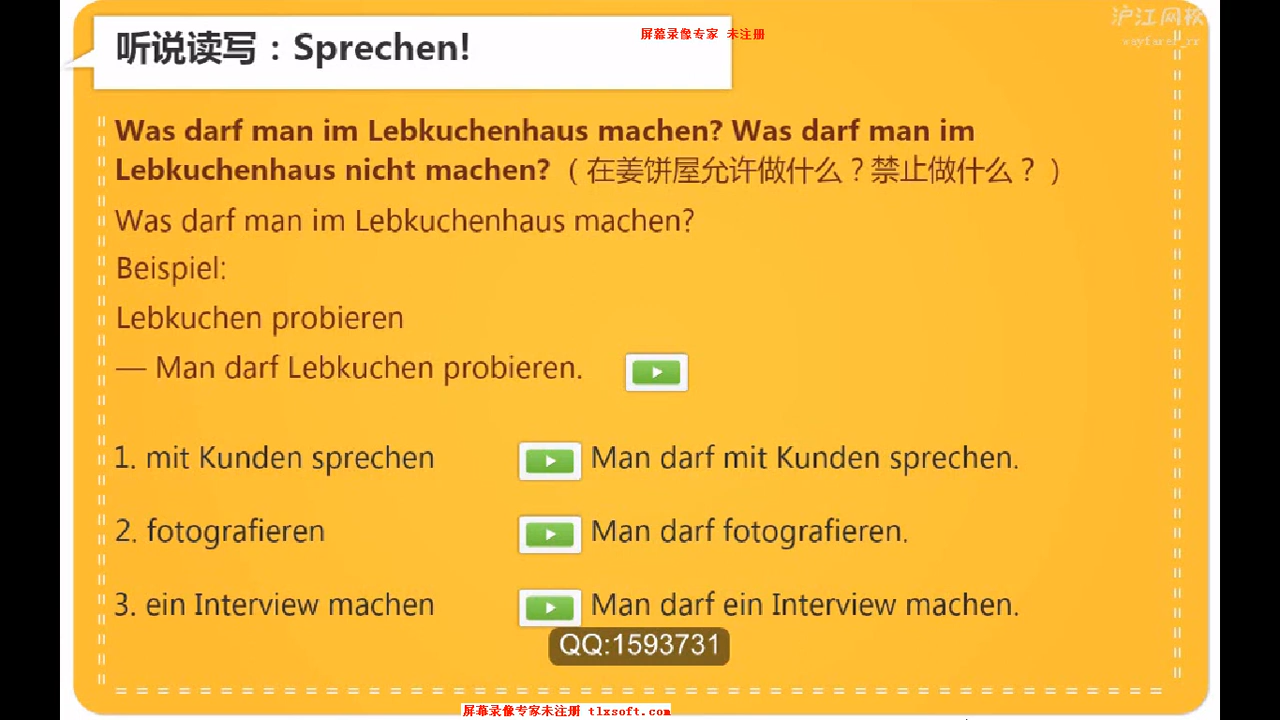 沪江网校
屏幕录像专家 未注册
听说读写：Sprechen!
wayfarer_rr
Was darf man im Lebkuchenhaus machen? Was darf man im
Lebkuchenhaus nicht machen?（在姜饼屋允许做什么？禁止做什么？）
Was darf man im Lebkuchenhaus machen?
Beispiel:
Lebkuchen probieren
— Man darf Lebkuchen probieren.
1. mit Kunden sprechen Man darf mit Kunden sprechen.
2. fotografieren Man darf fotografieren.
3. ein Interview machen Man darf ein Interview machen.
QQ:1593731
屏幕录像专家未注册 tlxsoft.com